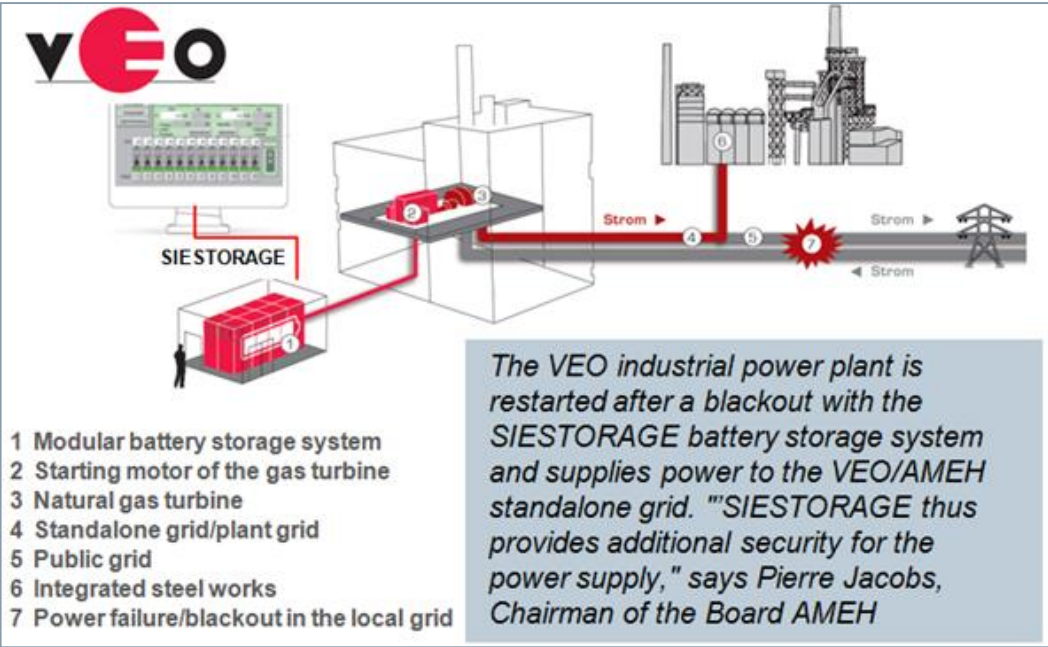 VEO
SIESTORAGE
1
2
3
Strom ▶
4
5
6
7
Strom ▶
◀ Strom
1 Modular battery storage system
2 Starting motor of the gas turbine
3 Natural gas turbine
4 Standalone grid/plant grid
5 Public grid
6 Integrated steel works
7 Power failure/blackout in the local grid
The VEO industrial power plant is
restarted after a blackout with the
SIESTORAGE battery storage system
and supplies power to the VEO/AMEH
standalone grid. "'SIESTORAGE thus
provides additional security for the
power supply," says Pierre Jacobs,
Chairman of the Board AMEH